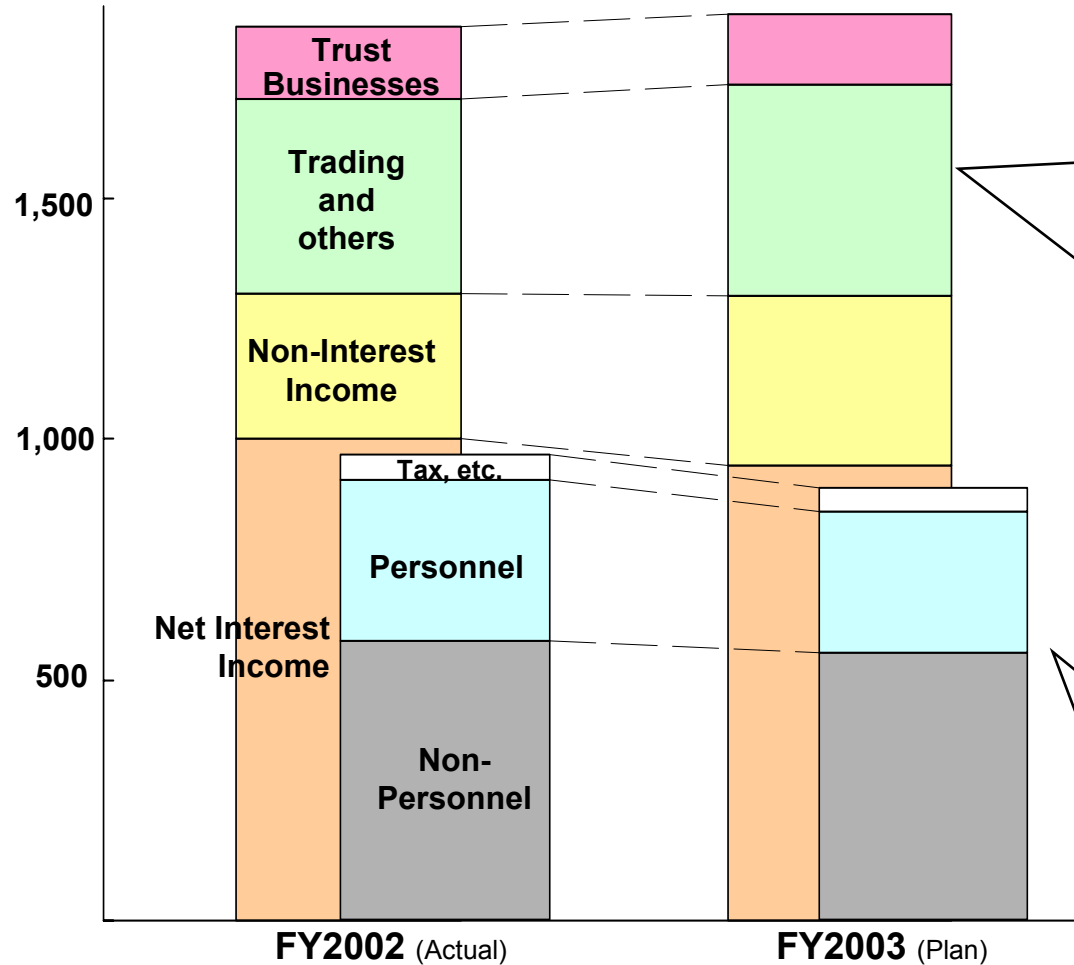 Trust
Businesses
Trading
and
others
1,500
Non-Interest
Income
1,000
Tax, etc.
Personnel
Net Interest
Income
500
Non-
Personnel
FY2002 (Actual)
FY2003 (Plan)